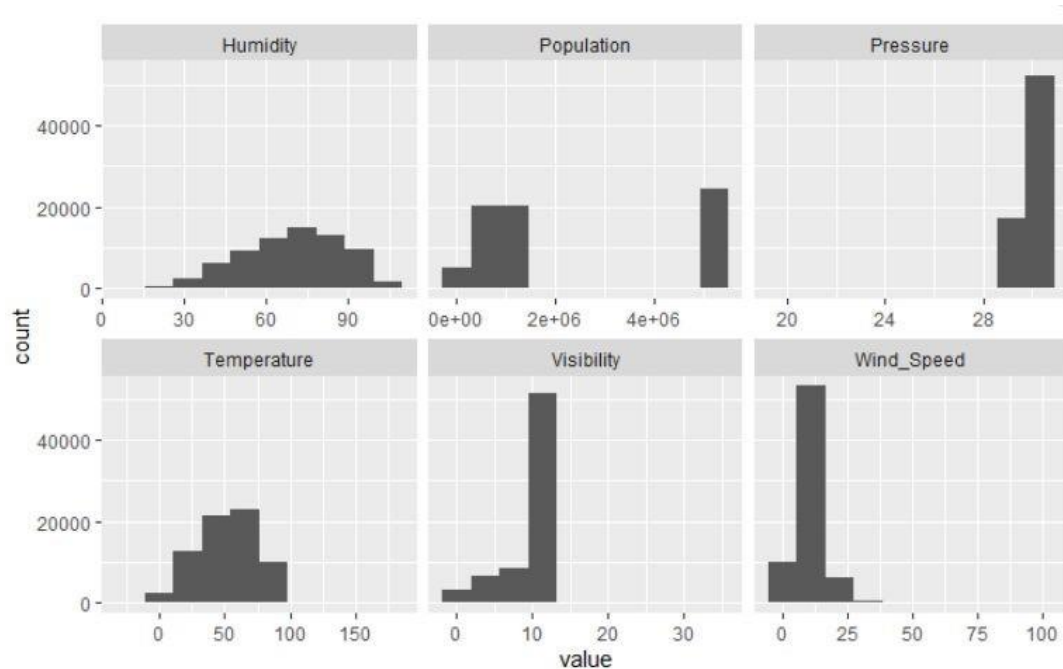 Humidity Population Pressure
40000
20000
0
0 30 60 90 0e+00 2e+06 4e+06 20 24 28
count
Temperature Visibility Wind_Speed
40000
20000
0
0 50 100 150 0 10 20 30 0 25 50 75 100
value